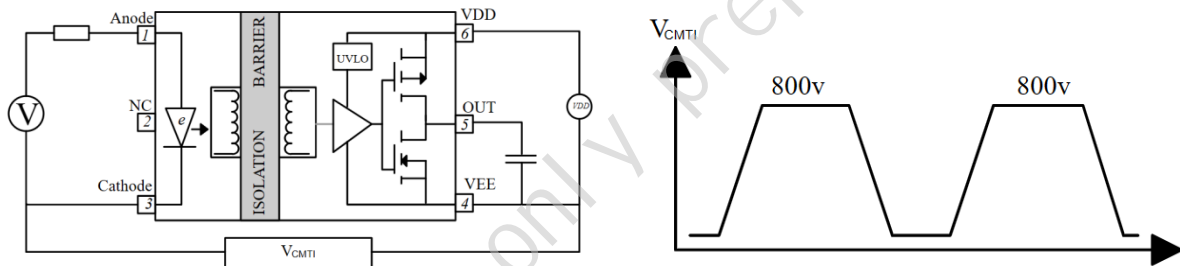 Anode
1
NC
2
e
Cathode
3
V
ISOLATION BARRIER
UVLO
VDD
6
OUT
5
VEE
4
VDD
VCMTI
VCMTI
800v
800v
only